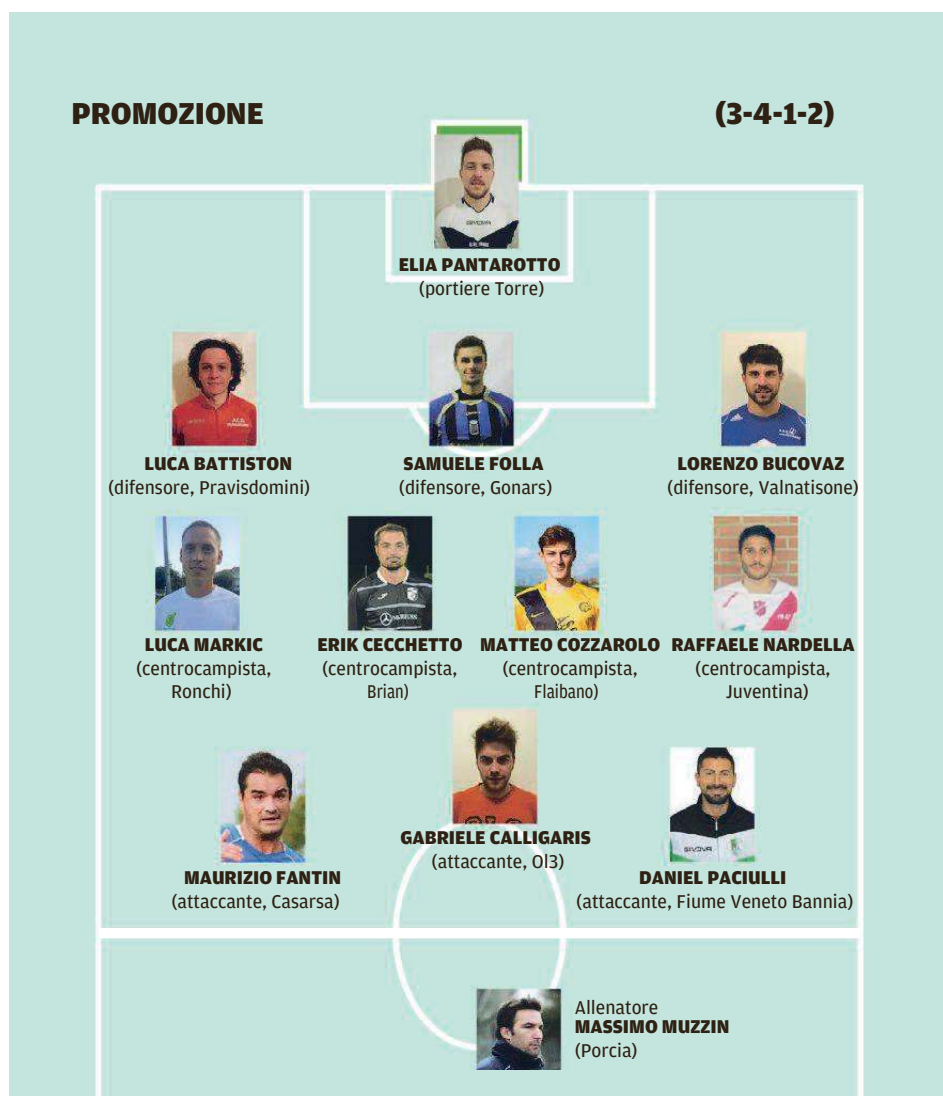 PROMOZIONE
(3-4-1-2)
GIVOVA
ELIA PANTAROTTO
(portiere Torre)
LUCA BATTISTON
(difensore, Pravisdomini)
SAMUELE FOLLA
(difensore, Gonars)
LORENZO BUCOVAZ
(difensore, Valnatisone)
LUCA MARKIC
(centrocampista,
Ronchi)
ERIK CECCHETTO
(centrocampista,
Brian)
MATTEO COZZAROLO
(centrocampista,
Flaibano)
RAFFAELE NARDELLA
(centrocampista,
Juventina)
MAURIZIO FANTIN
(attaccante, Casarsa)
GABRIELE CALLIGARIS
(attaccante, Ol3)
GIVOVA
DANIEL PACIULLI
(attaccante, Fiume Veneto Bannia)
Allenatore
MASSIMO MUZZIN
(Porcia)